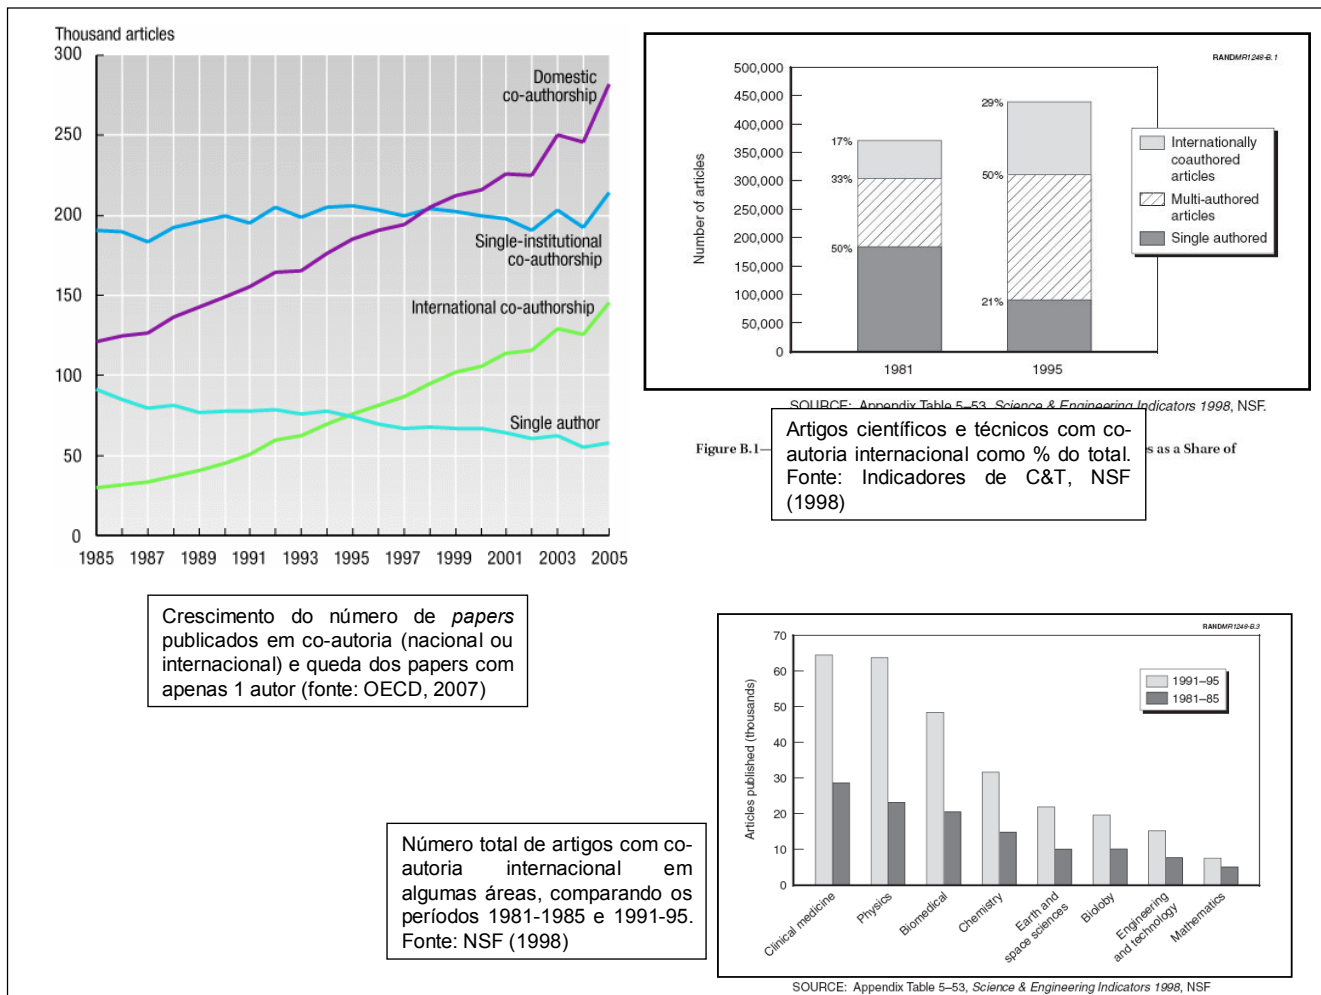 Thousand articles
300
250
200
150
100
50
0
1985 1987 1989 1991 1993 1995 1997 1999 2001 2003 2005
Domestic
co-authorship
Single-institutional
co-authorship
International co-authorship
Single author
Crescimento do número de papers
publicados em co-autoria (nacional ou
internacional) e queda dos papers com
apenas 1 autor (fonte: OECD, 2007)
RANDMR1248-B.1
Number of articles
500,000
450,000
400,000
350,000
300,000
250,000
200,000
150,000
100,000
50,000
0
17%
33%
50%
29%
50%
21%
1981 1995
Internationally
coauthored
articles
Multi-authored
articles
Single authored
SOURCE: Appendix Table 5–53, Science & Engineering Indicators 1998, NSF.
Figure B.1—
es as a Share of
Artigos científicos e técnicos com co-
autoria internacional como % do total.
Fonte: Indicadores de C&T, NSF
(1998)
Número total de artigos com co-
autoria internacional em
algumas áreas, comparando os
períodos 1981-1985 e 1991-95.
Fonte: NSF (1998)
RANDMR1248-B.3
Articles published (thousands)
70
60
50
40
30
20
10
0
1991–95
1981–85
Clinical medicine
Physics
Biomedical
Chemistry
Earth and
space sciences
Bioloby
Engineering
and technology
Mathematics
SOURCE: Appendix Table 5–53, Science & Engineering Indicators 1998, NSF